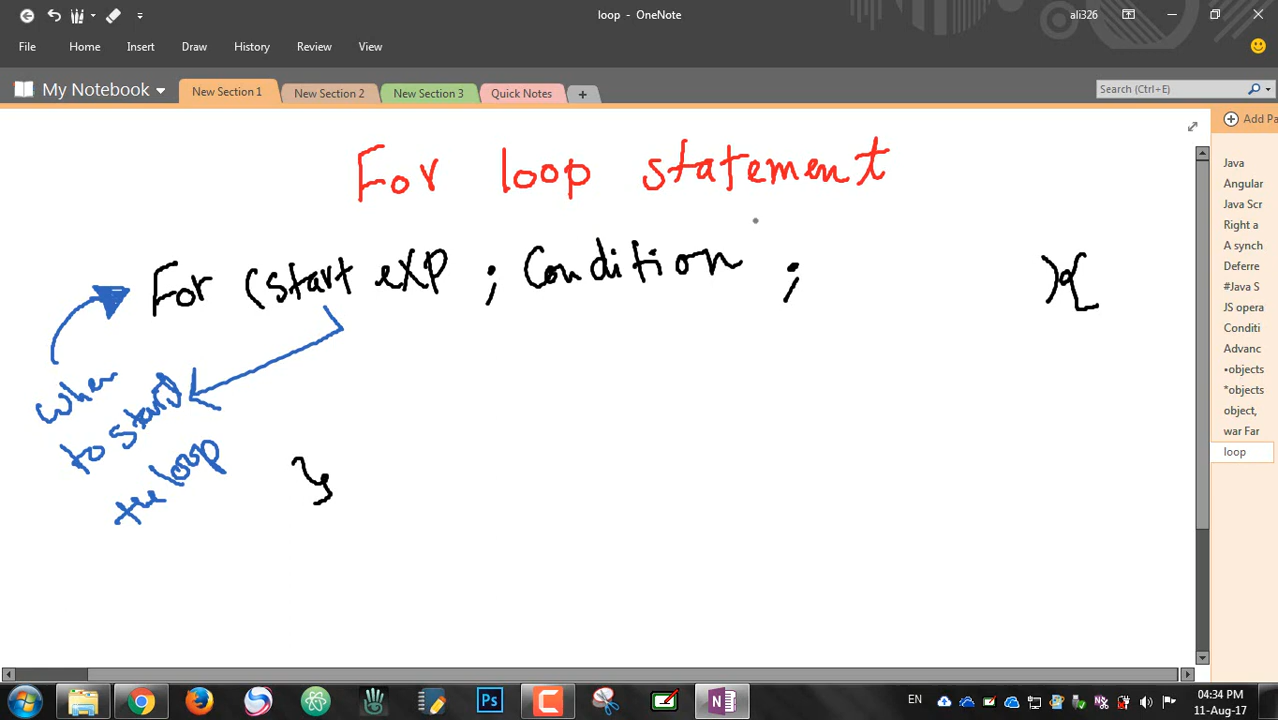 loop - OneNote
ali326
File Home Insert Draw History Review View
My Notebook New Section 1 New Section 2 New Section 3 Quick Notes + Search (Ctrl+E)
Add Pa
For loop statement
For (start exp ; Condition ; ) {
when
to start
the loop
}
Java
Angular
Java Scr
Right a
A synch
Deferre
#Java S
JS opera
Conditi
Advanc
•objects
*objects
object,
war Far
loop
Ps
N
EN
04:34 PM
11-Aug-17